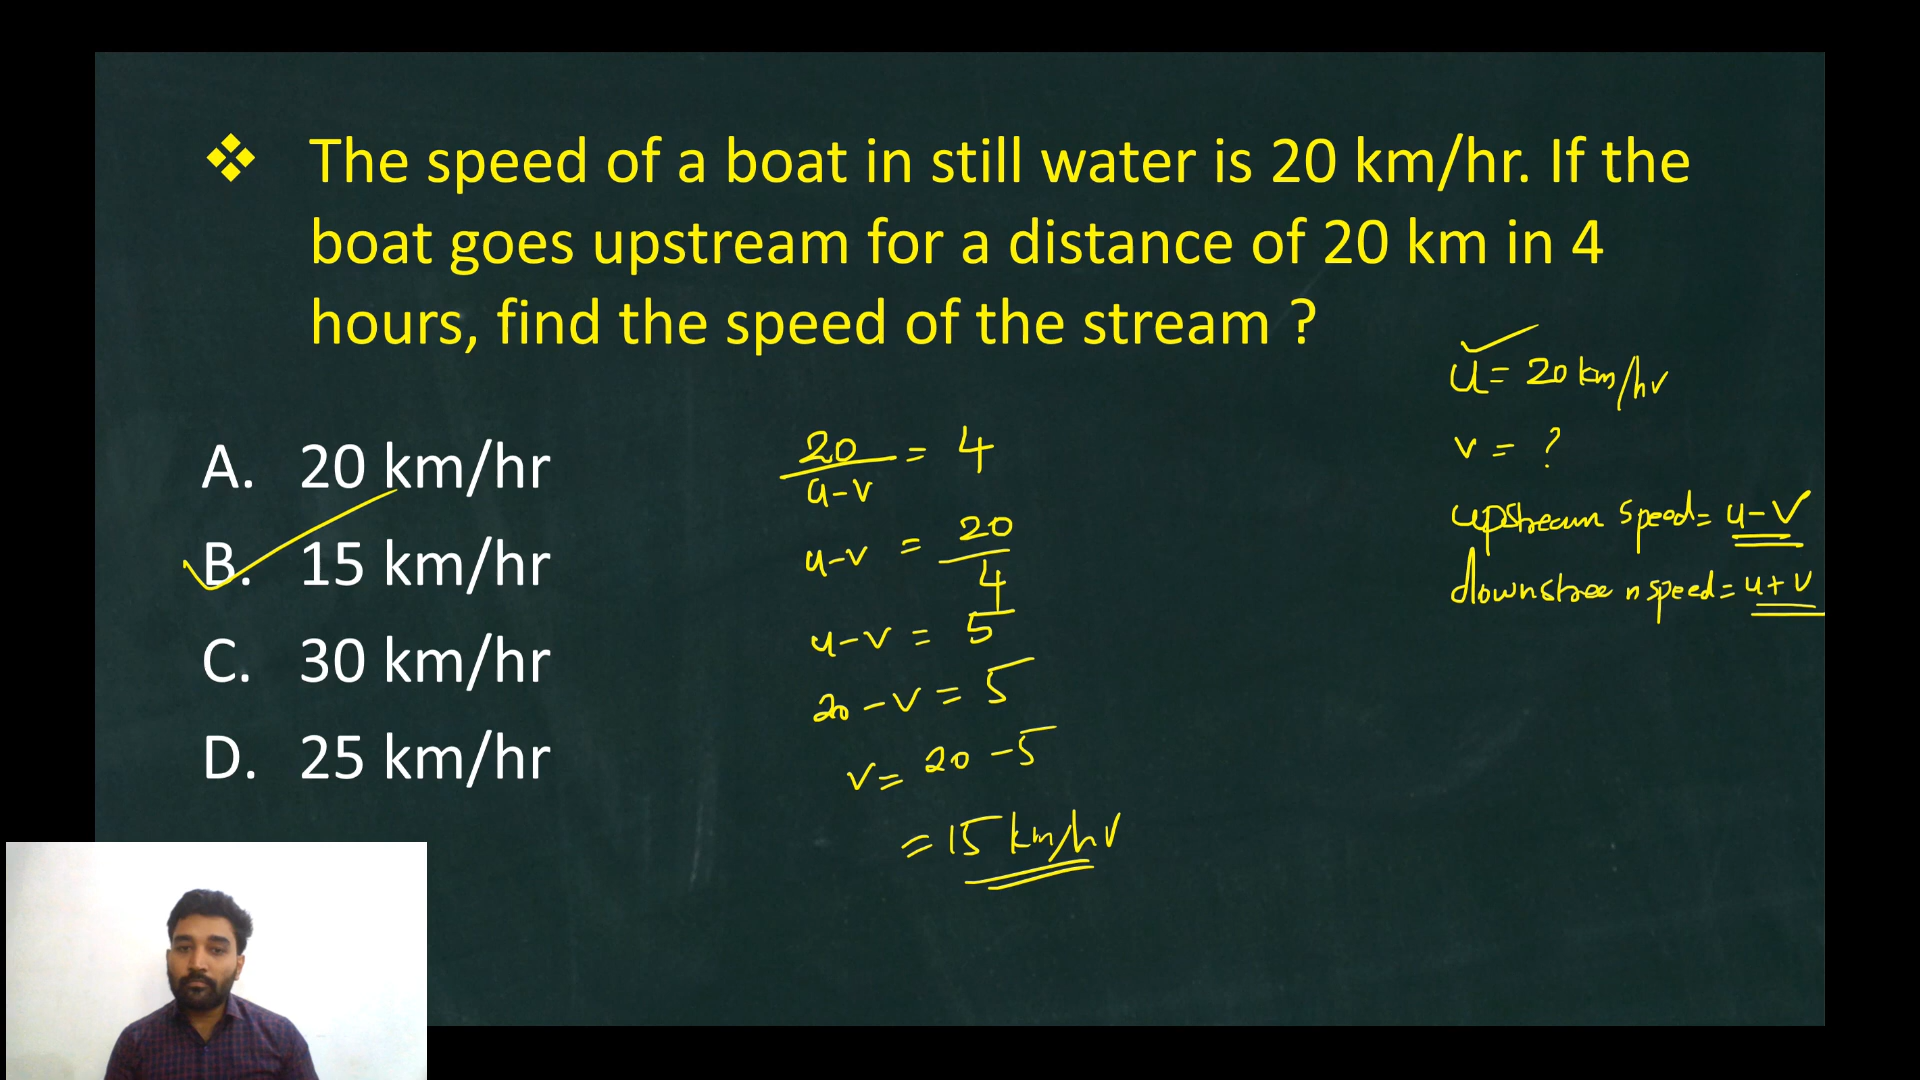 ❖ The speed of a boat in still water is 20 km/hr. If the
boat goes upstream for a distance of 20 km in 4
hours, find the speed of the stream ?
A. 20 km/hr
B. 15 km/hr
C. 30 km/hr
D. 25 km/hr
20/u-v = 4
u-v = 20/4
u-v = 5
20-v = 5
v = 20-5
= 15 km/hr
u = 20 km/hr
v = ?
upstream speed = u-v
downstree n speed = u+v